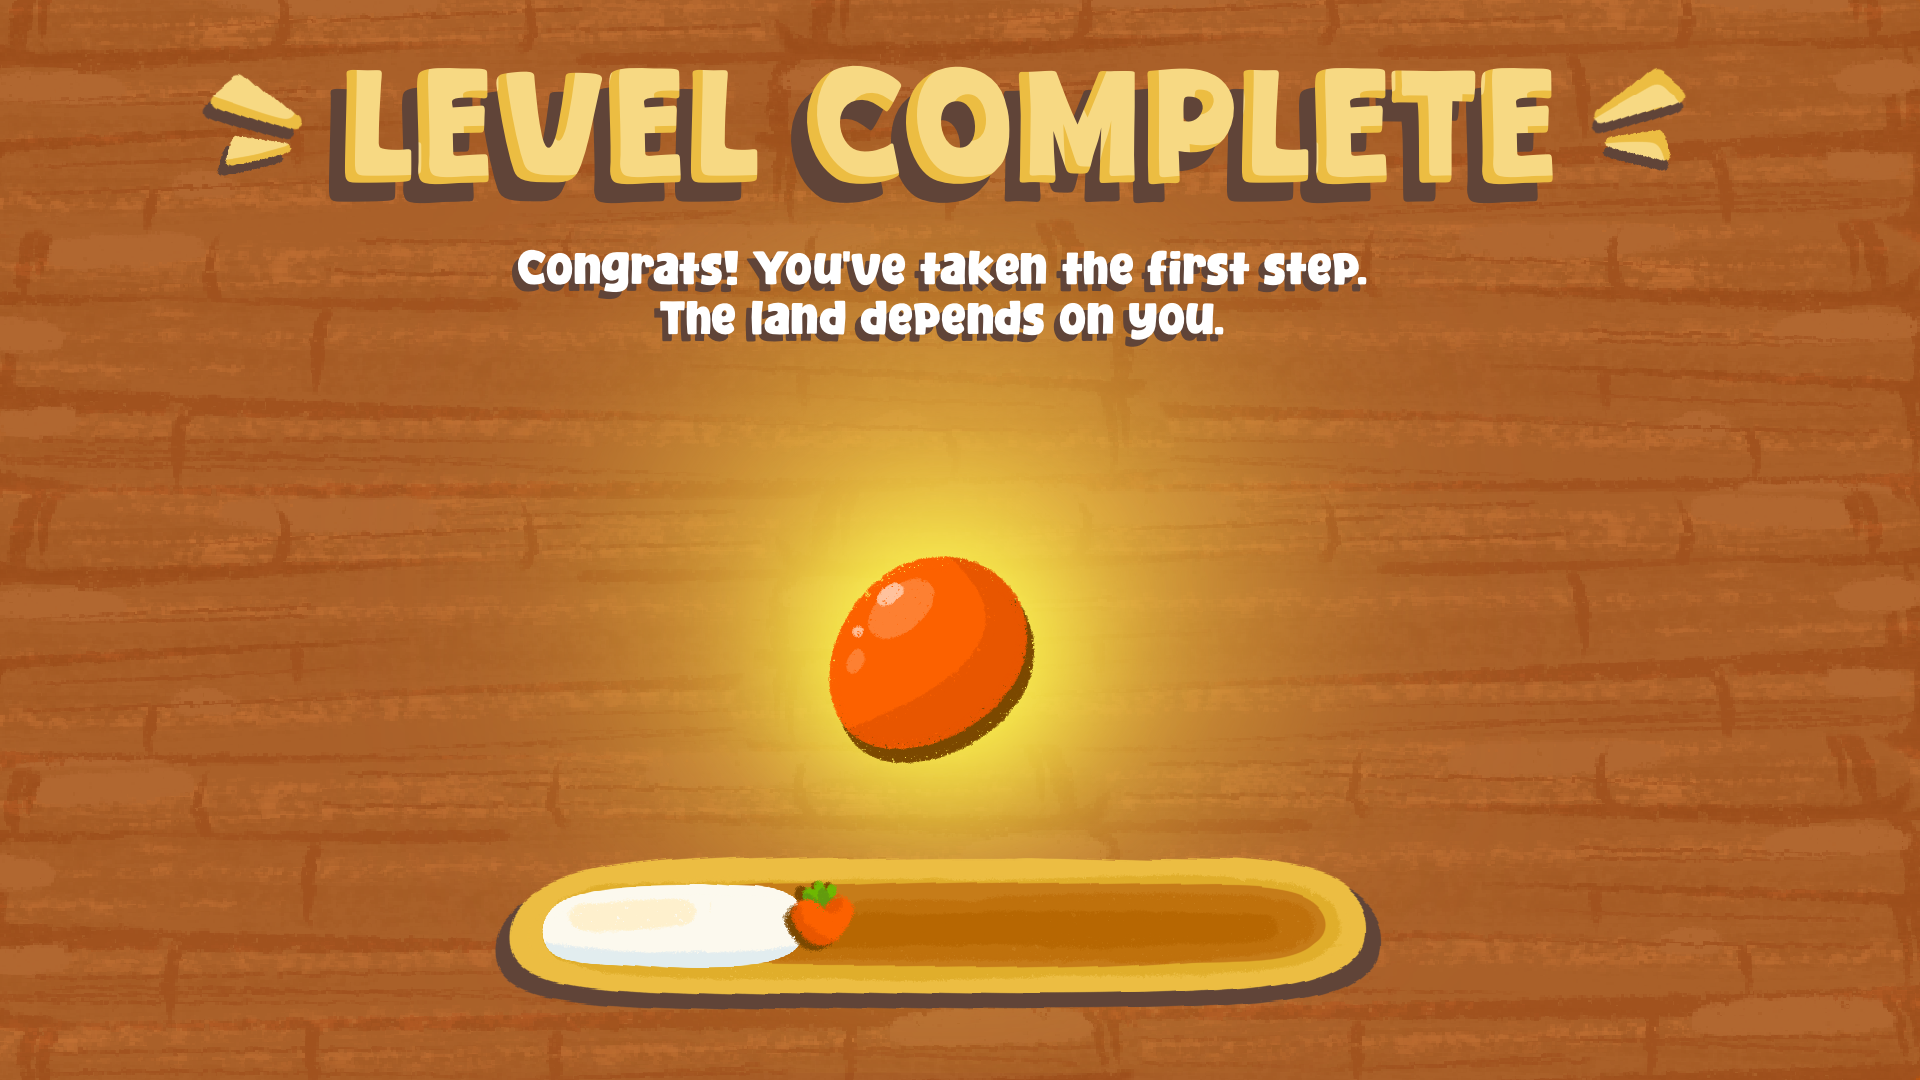 LEVEL COMPLETE
Congrats! You've taken the first step.
The land depends on you.